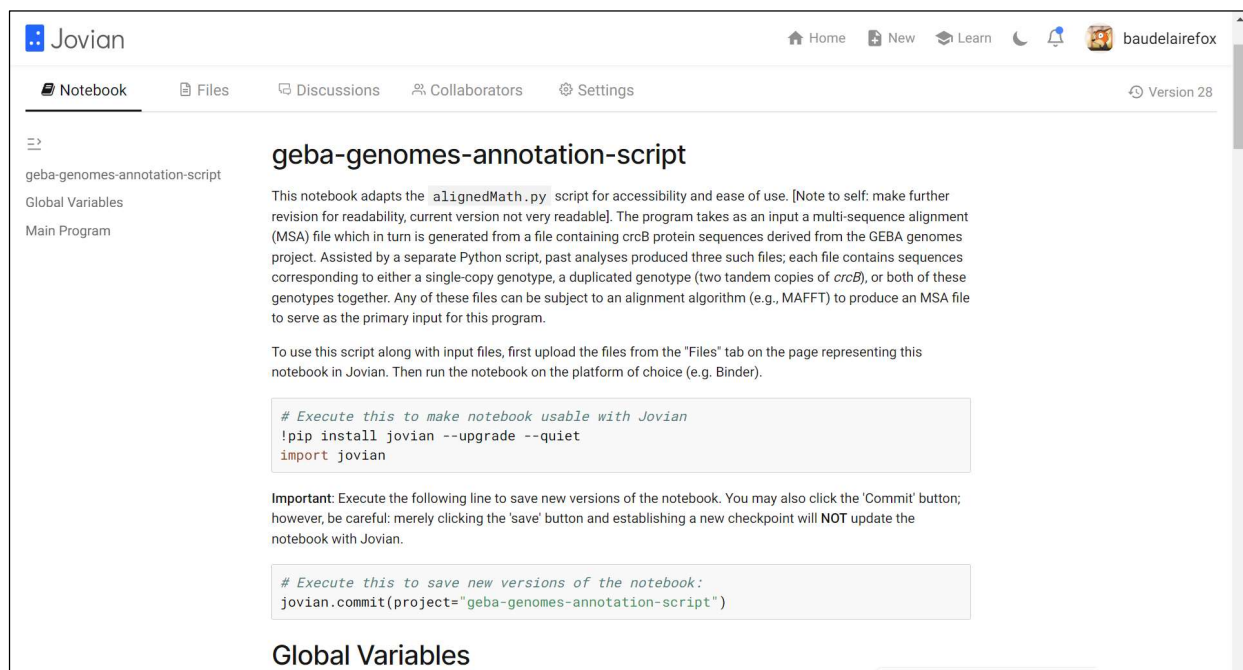 Jovian
Home New Learn baudelairefox
Notebook Files Discussions Collaborators Settings Version 28
geba-genomes-annotation-script
Global Variables
Main Program
geba-genomes-annotation-script
This notebook adapts the alignedMath.py script for accessibility and ease of use. [Note to self: make further
revision for readability, current version not very readable]. The program takes as an input a multi-sequence alignment
(MSA) file which in turn is generated from a file containing crcB protein sequences derived from the GEBA genomes
project. Assisted by a separate Python script, past analyses produced three such files; each file contains sequences
corresponding to either a single-copy genotype, a duplicated genotype (two tandem copies of crcB), or both of these
genotypes together. Any of these files can be subject to an alignment algorithm (e.g., MAFFT) to produce an MSA file
to serve as the primary input for this program.
To use this script along with input files, first upload the files from the "Files" tab on the page representing this
notebook in Jovian. Then run the notebook on the platform of choice (e.g. Binder).
# Execute this to make notebook usable with Jovian
!pip install jovian --upgrade --quiet
import jovian
Important: Execute the following line to save new versions of the notebook. You may also click the 'Commit' button;
however, be careful: merely clicking the 'save' button and establishing a new checkpoint will NOT update the
notebook with Jovian.
# Execute this to save new versions of the notebook:
jovian.commit(project="geba-genomes-annotation-script")
Global Variables